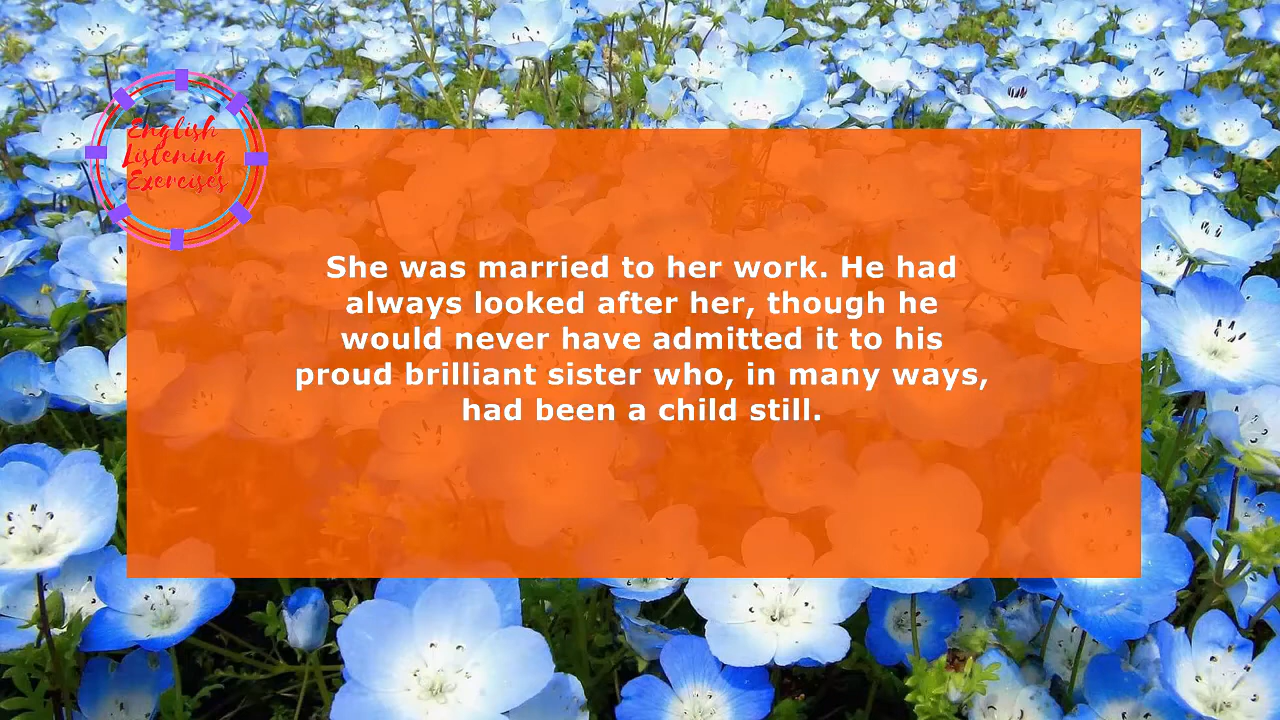 English
Listening
Exercises
She was married to her work. He had
always looked after her, though he
would never have admitted it to his
proud brilliant sister who, in many ways,
had been a child still.